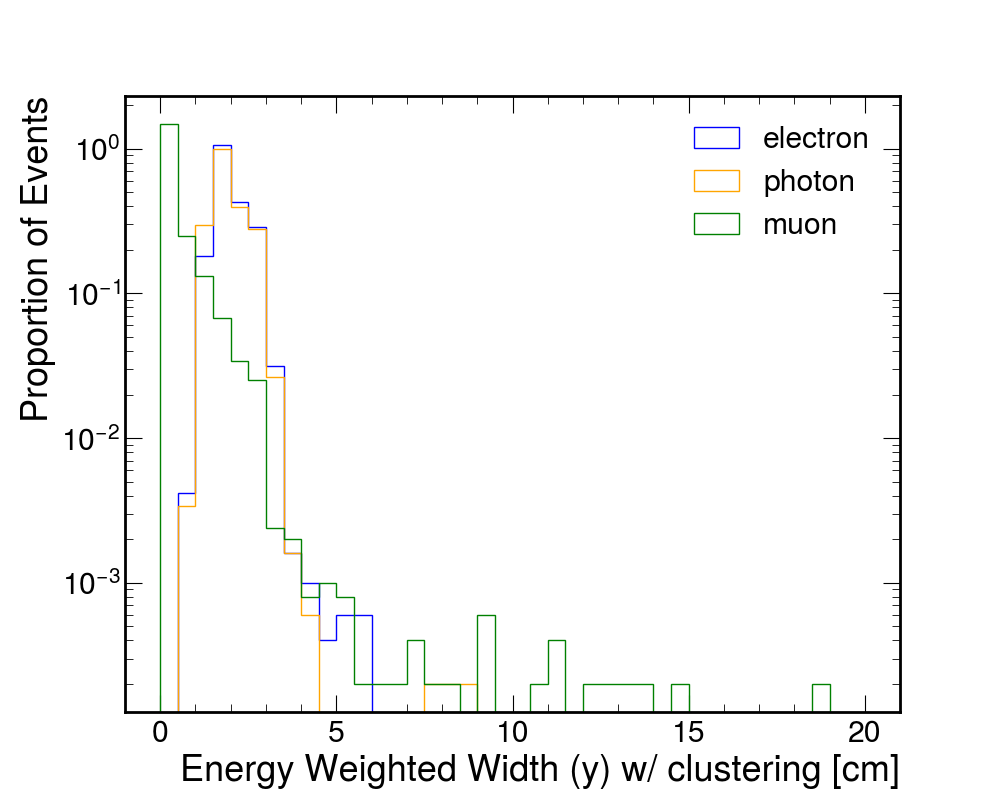 Proportion of Events
10⁰
10⁻¹
10⁻²
10⁻³
electron
photon
muon
0 5 10 15 20
Energy Weighted Width (y) w/ clustering [cm]